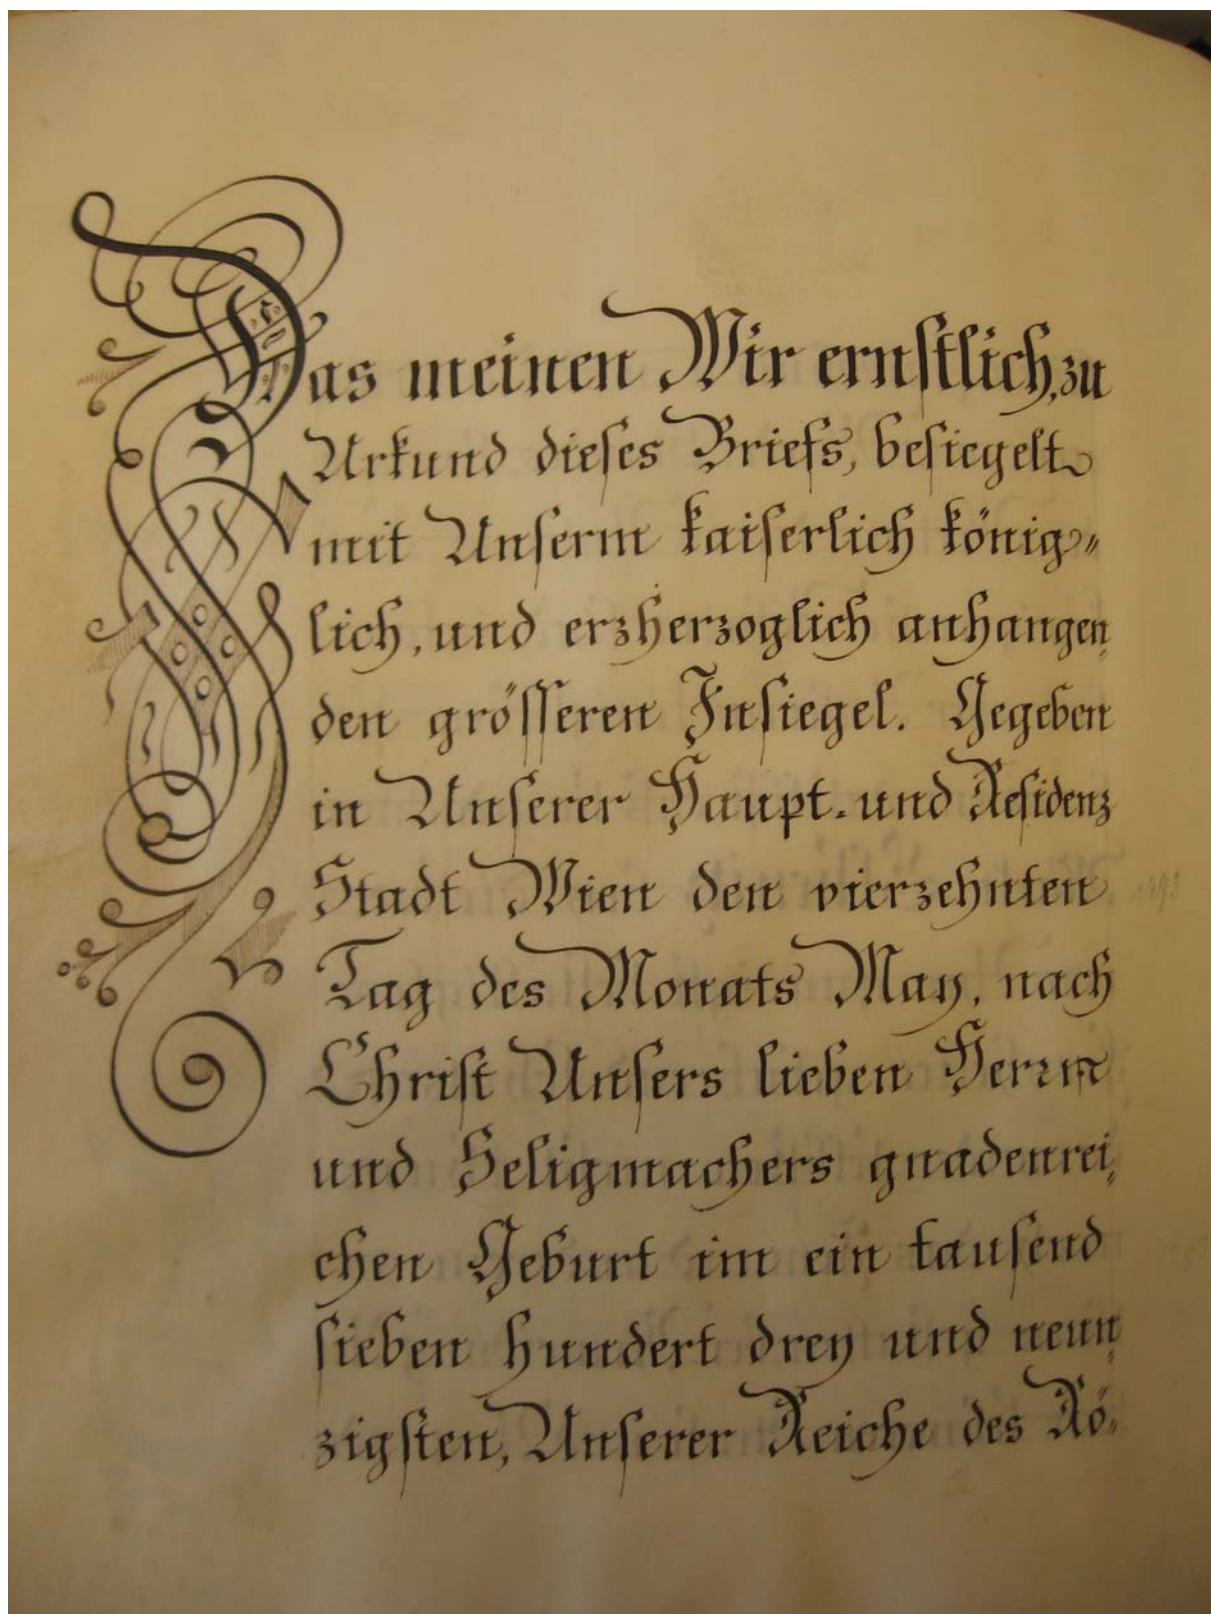 Das meinen Wir ernstlich, zu
Urkund dieses Briefs, besiegelt
mit Unserm kaiserlich könig=
lich, und erzherzoglich anhangen,
den grösseren Insiegel. Gegeben
in Unserer Haupt- und Residenz
Stadt Wien den vierzehnten
Tag des Monats May, nach
Christ Unsers lieben Herrn
und Seligmachers gnadenrei,
chen Geburt im ein tausend
sieben hundert drey und neun,
zigsten, Unserer Reiche des Rö,